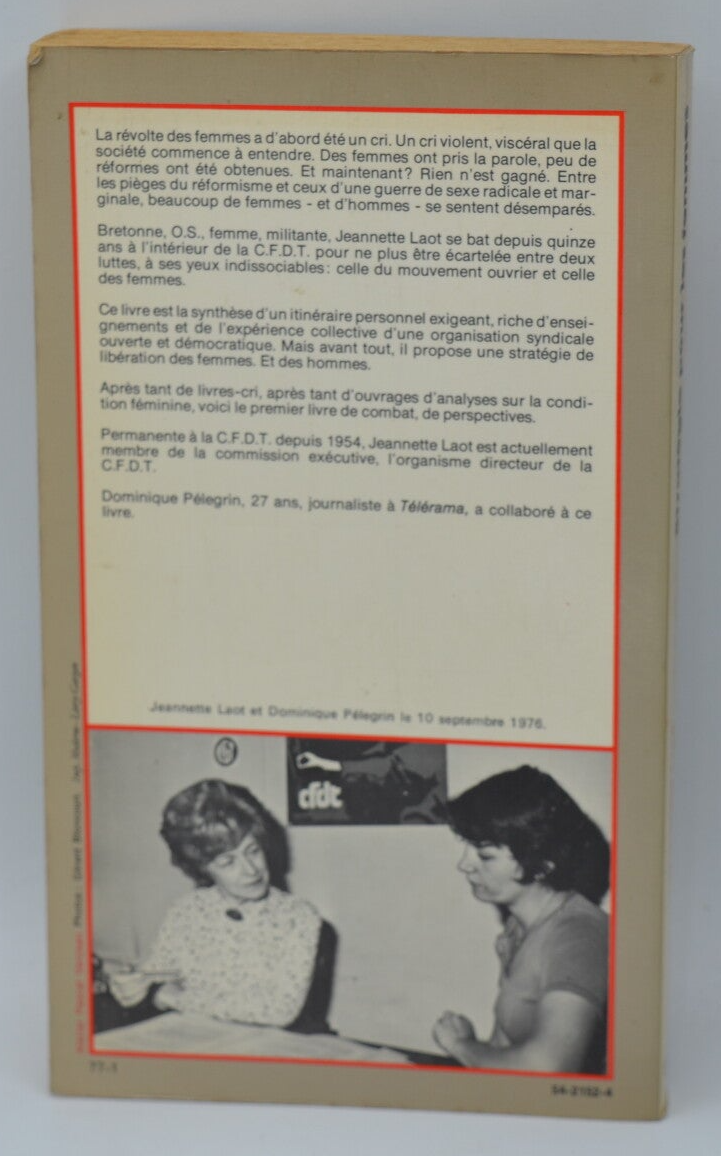 La révolte des femmes a d'abord été un cri. Un cri violent, viscéral que la
société commence à entendre. Des femmes ont pris la parole, peu de
réformes ont été obtenues. Et maintenant? Rien n'est gagné. Entre
les pièges du réformisme et ceux d'une guerre de sexe radicale et mar-
ginale, beaucoup de femmes - et d'hommes - se sentent désemparés.
Bretonne, O.S., femme, militante, Jeannette Laot se bat depuis quinze
ans à l'intérieur de la C.F.D.T. pour ne plus être écartelée entre deux
luttes, à ses yeux indissociables: celle du mouvement ouvrier et celle
des femmes.
Ce livre est la synthèse d'un itinéraire personnel exigeant, riche d'ensei-
gnements et de l'expérience collective d'une organisation syndicale
ouverte et démocratique. Mais avant tout, il propose une stratégie de
libération des femmes. Et des hommes.
Après tant de livres-cri, après tant d'ouvrages d'analyses sur la condi-
tion féminine, voici le premier livre de combat, de perspectives.
Permanente à la C.F.D.T. depuis 1954, Jeannette Laot est actuellement
membre de la commission exécutive, l'organisme directeur de la
C.F.D.T.
Dominique Pélegrin, 27 ans, journaliste à Télérama, a collaboré à ce
livre.
Jeannette Laot et Dominique Pélegrin le 10 septembre 1976.
cfdt
77-1
54-2152-4